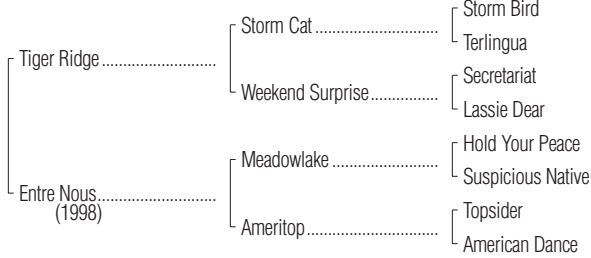 Storm Bird
Storm Cat ............................
Terlingua
Tiger Ridge ..........................
Secretariat
Weekend Surprise ................
Lassie Dear
Hold Your Peace
Meadowlake ........................
Suspicious Native
Entre Nous ...........................
(1998)
Topsider
Ameritop ..............................
American Dance